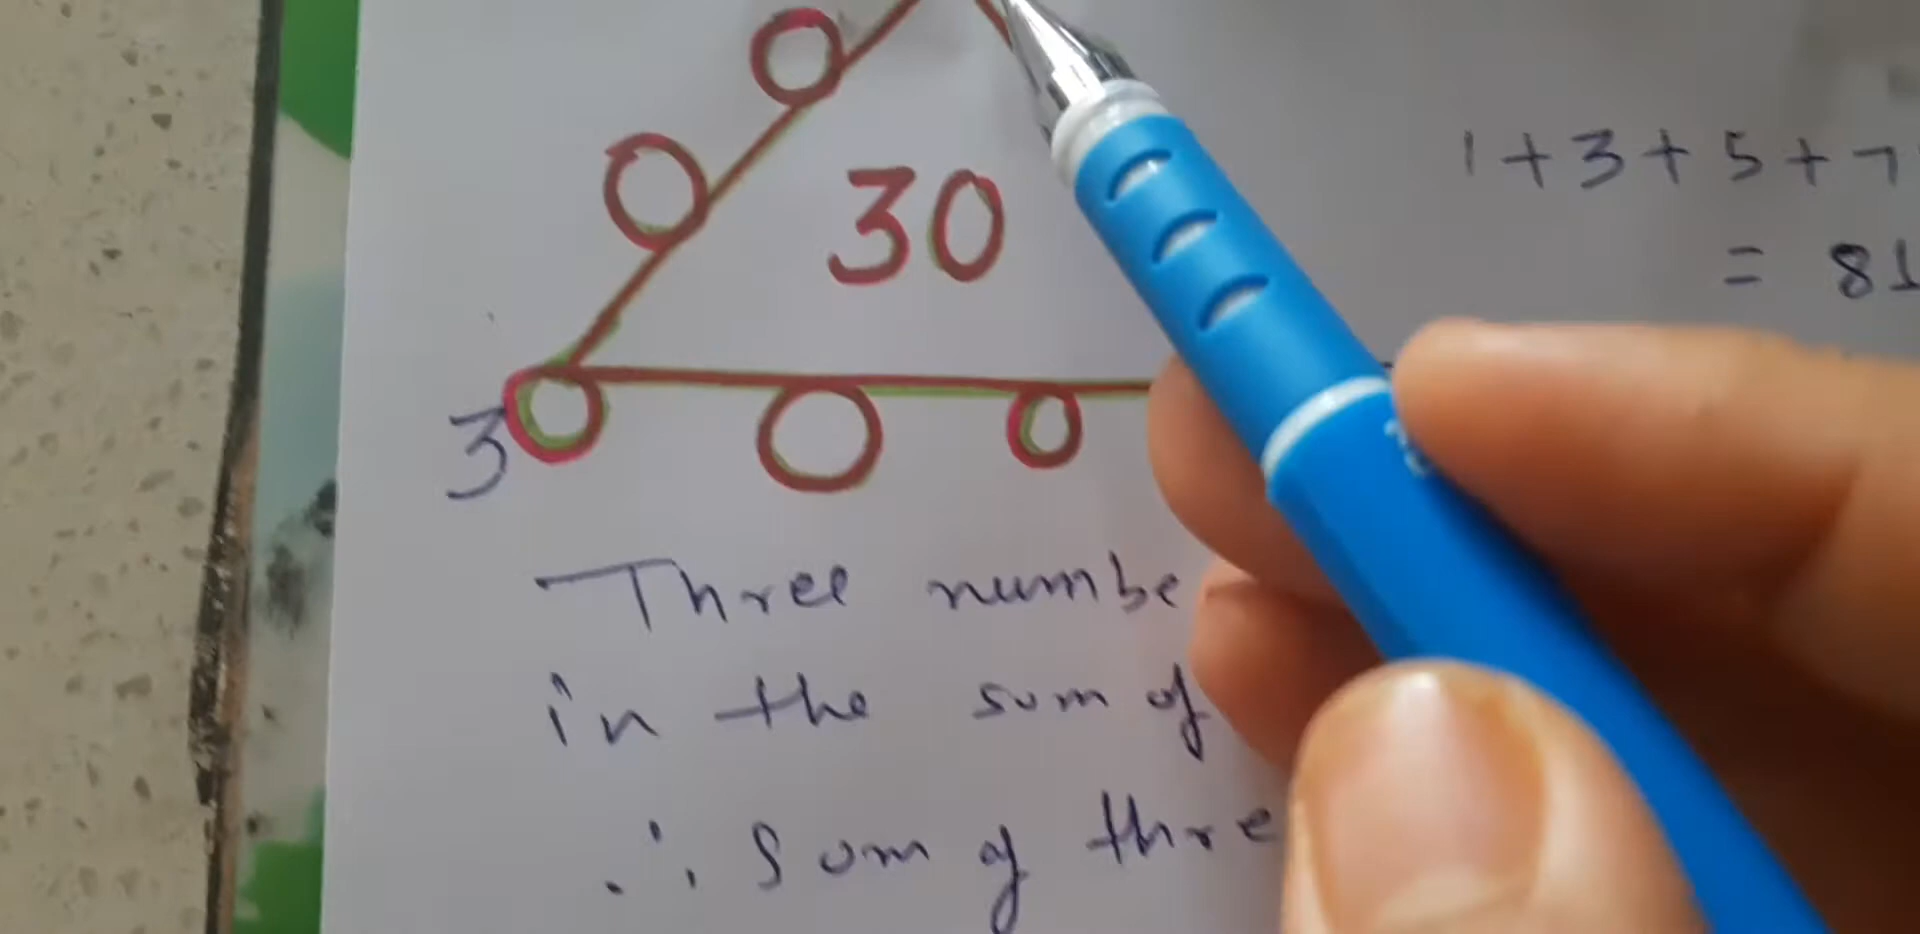 1+3+5+7
= 81
30
3
Three numbe
in the sum of
∴ Sum of thre